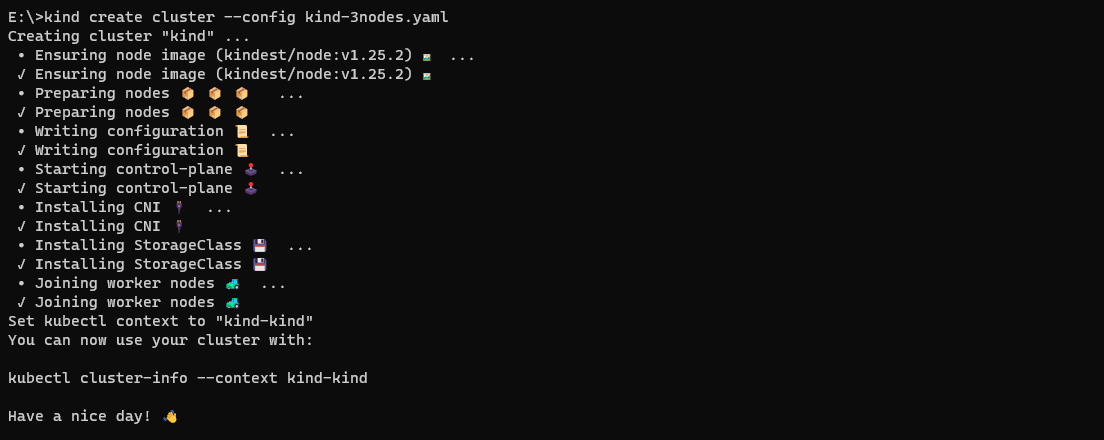 E:\>kind create cluster --config kind-3nodes.yaml
Creating cluster "kind" ...
 • Ensuring node image (kindest/node:v1.25.2) 🖼  ...
 ✓ Ensuring node image (kindest/node:v1.25.2) 🖼
 • Preparing nodes 📦 📦 📦   ...
 ✓ Preparing nodes 📦 📦 📦
 • Writing configuration 📜  ...
 ✓ Writing configuration 📜
 • Starting control-plane 🕹️  ...
 ✓ Starting control-plane 🕹️
 • Installing CNI 🔌  ...
 ✓ Installing CNI 🔌
 • Installing StorageClass 💾  ...
 ✓ Installing StorageClass 💾
 • Joining worker nodes 🚜  ...
 ✓ Joining worker nodes 🚜
Set kubectl context to "kind-kind"
You can now use your cluster with:

kubectl cluster-info --context kind-kind

Have a nice day! 👋